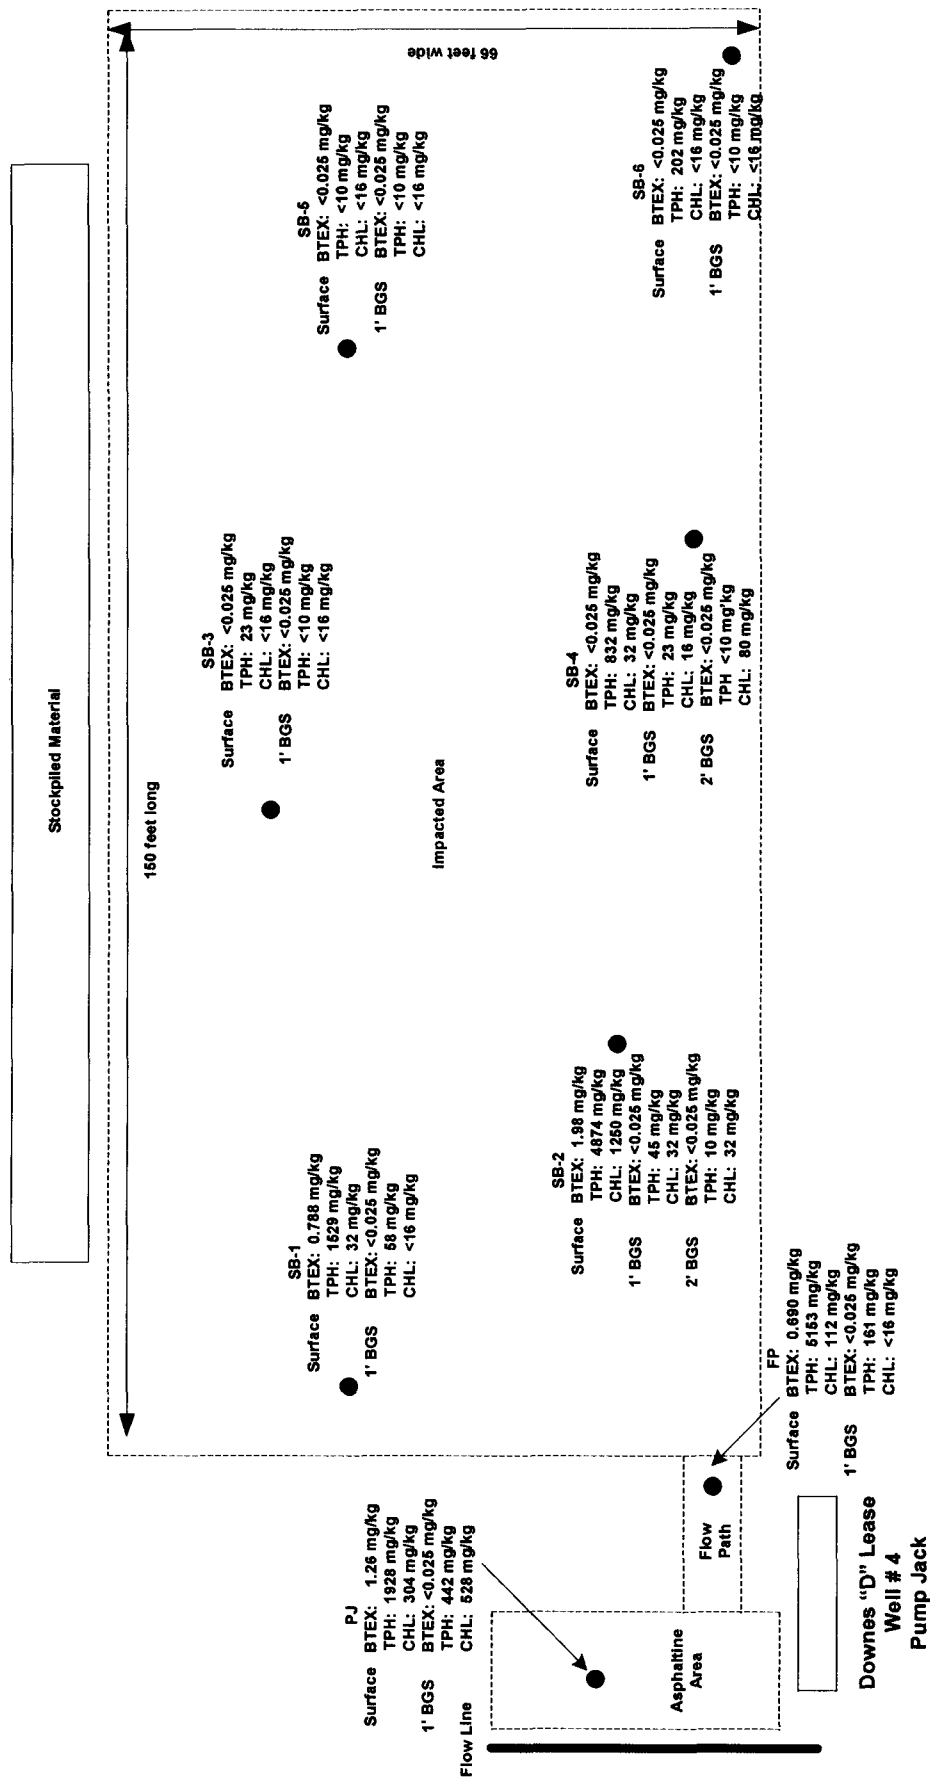 Stockpiled Material
150 feet long
66 feet wide
SB-3
Surface BTEX: <0.025 mg/kg
TPH: 23 mg/kg
CHL: <16 mg/kg
1' BGS BTEX: <0.025 mg/kg
TPH: <10 mg/kg
CHL: <16 mg/kg
SB-5
Surface BTEX: <0.025 mg/kg
TPH: <10 mg/kg
CHL: <16 mg/kg
1' BGS BTEX: <0.025 mg/kg
TPH: <10 mg/kg
CHL: <16 mg/kg
SB-1
Surface BTEX: 0.788 mg/kg
TPH: 1529 mg/kg
CHL: 32 mg/kg
1' BGS BTEX: <0.025 mg/kg
TPH: 58 mg/kg
CHL: <16 mg/kg
Impacted Area
PJ
Surface BTEX: 1.26 mg/kg
TPH: 1928 mg/kg
CHL: 304 mg/kg
1' BGS BTEX: <0.025 mg/kg
TPH: 442 mg/kg
CHL: 528 mg/kg
Flow Line
SB-2
Surface BTEX: 1.98 mg/kg
TPH: 4874 mg/kg
CHL: 1250 mg/kg
1' BGS BTEX: <0.025 mg/kg
TPH: 45 mg/kg
CHL: 32 mg/kg
2' BGS BTEX: <0.025 mg/kg
TPH: 10 mg/kg
CHL: 32 mg/kg
SB-4
Surface BTEX: <0.025 mg/kg
TPH: 832 mg/kg
CHL: 32 mg/kg
1' BGS BTEX: <0.025 mg/kg
TPH: 23 mg/kg
CHL: 16 mg/kg
2' BGS BTEX: <0.025 mg/kg
TPH <10 mg'kg
CHL: 80 mg/kg
SB-6
Surface BTEX: <0.025 mg/kg
TPH: 202 mg/kg
CHL: <16 mg/kg
1' BGS BTEX: <0.025 mg/kg
TPH: <10 mg/kg
CHL: <16 mg/kg
Asphaltine
Area
Flow
Path
FP
Surface BTEX: 0.690 mg/kg
TPH: 5153 mg/kg
CHL: 112 mg/kg
1' BGS BTEX: <0.025 mg/kg
TPH: 161 mg/kg
CHL: <16 mg/kg
Downes "D" Lease
Well # 4
Pump Jack